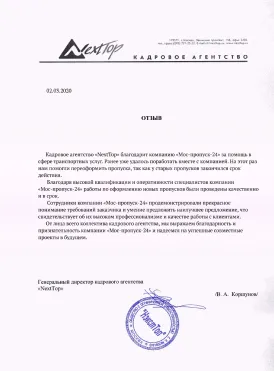 NextTop
КАДРОВОЕ АГЕНТСТВО
02.03.2020
ОТЗЫВ
Кадровое агентство «NextTop» благодарит компанию «Мос-пропуск-24» за помощь в
сфере транспортных услуг. Ранее уже удалось поработать вместе с компанией. На этот раз
нам помогли переоформить пропуска, так как у старых пропусков закончился срок
действия.
Благодаря высокой квалификации и оперативности специалистов компании
«Мос-пропуск-24» работы по оформлению новых пропусков были проведены качественно
и в срок.
Сотрудники компании «Мос-пропуск-24» продемонстрировали прекрасное
понимание требований заказчика и умение предложить наилучшее предложение, что
свидетельствует об их высоком профессионализме и качестве работы с клиентами.
От лица всего коллектива кадрового агентства, мы выражаем благодарность и
признательность компании «Мос-пропуск-24» и надеемся на успешные совместные
проекты в будущем.
Генеральный директор кадрового агентства
«NextTop»
/В. А. Коршунов/